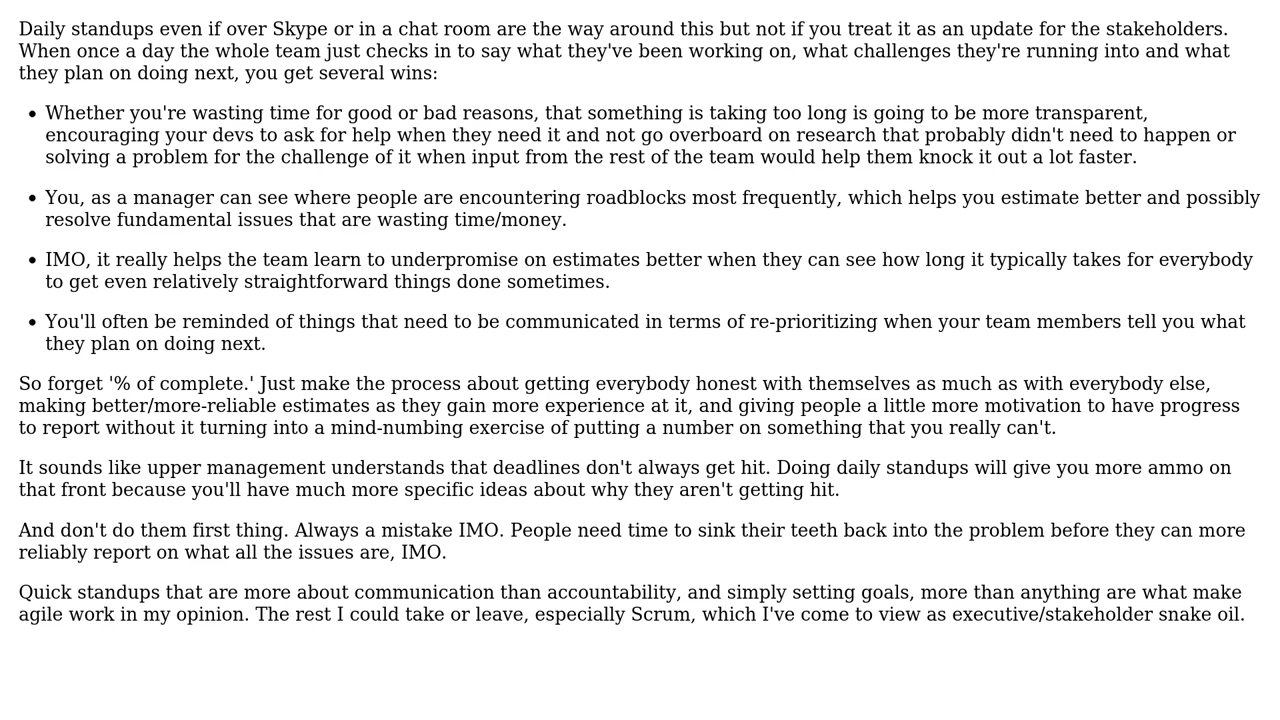 Daily standups even if over Skype or in a chat room are the way around this but not if you treat it as an update for the stakeholders.
When once a day the whole team just checks in to say what they've been working on, what challenges they're running into and what
they plan on doing next, you get several wins:
• Whether you're wasting time for good or bad reasons, that something is taking too long is going to be more transparent,
encouraging your devs to ask for help when they need it and not go overboard on research that probably didn't need to happen or
solving a problem for the challenge of it when input from the rest of the team would help them knock it out a lot faster.
• You, as a manager can see where people are encountering roadblocks most frequently, which helps you estimate better and possibly
resolve fundamental issues that are wasting time/money.
• IMO, it really helps the team learn to underpromise on estimates better when they can see how long it typically takes for everybody
to get even relatively straightforward things done sometimes.
• You'll often be reminded of things that need to be communicated in terms of re-prioritizing when your team members tell you what
they plan on doing next.
So forget '% of complete.' Just make the process about getting everybody honest with themselves as much as with everybody else,
making better/more-reliable estimates as they gain more experience at it, and giving people a little more motivation to have progress
to report without it turning into a mind-numbing exercise of putting a number on something that you really can't.
It sounds like upper management understands that deadlines don't always get hit. Doing daily standups will give you more ammo on
that front because you'll have much more specific ideas about why they aren't getting hit.
And don't do them first thing. Always a mistake IMO. People need time to sink their teeth back into the problem before they can more
reliably report on what all the issues are, IMO.
Quick standups that are more about communication than accountability, and simply setting goals, more than anything are what make
agile work in my opinion. The rest I could take or leave, especially Scrum, which I've come to view as executive/stakeholder snake oil.